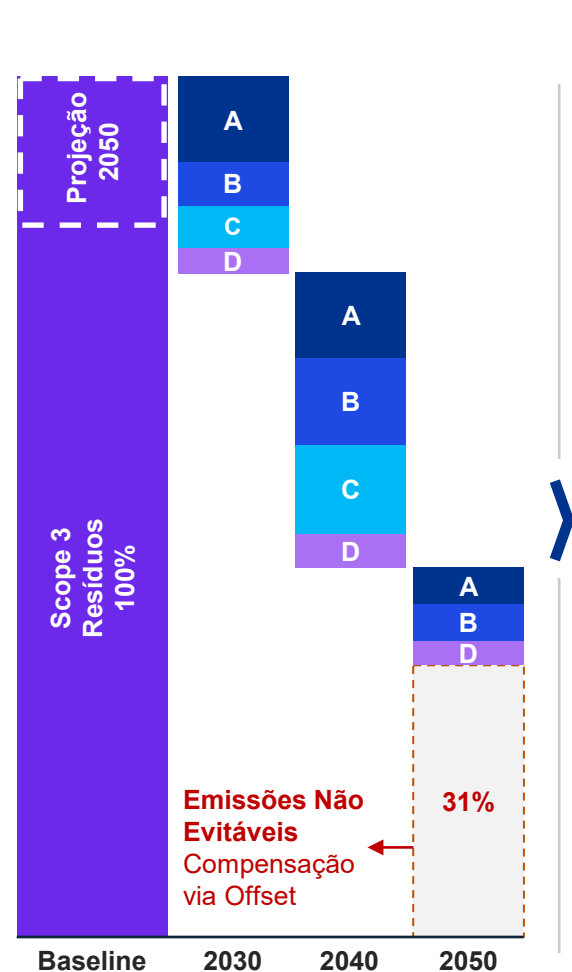 Projeção
2050
Scope 3
Resíduos
100%
A
B
C
D
A
B
C
D
A
B
D
31%
Emissões Não
Evitáveis
Compensação
via Offset
Baseline
2030
2040
2050